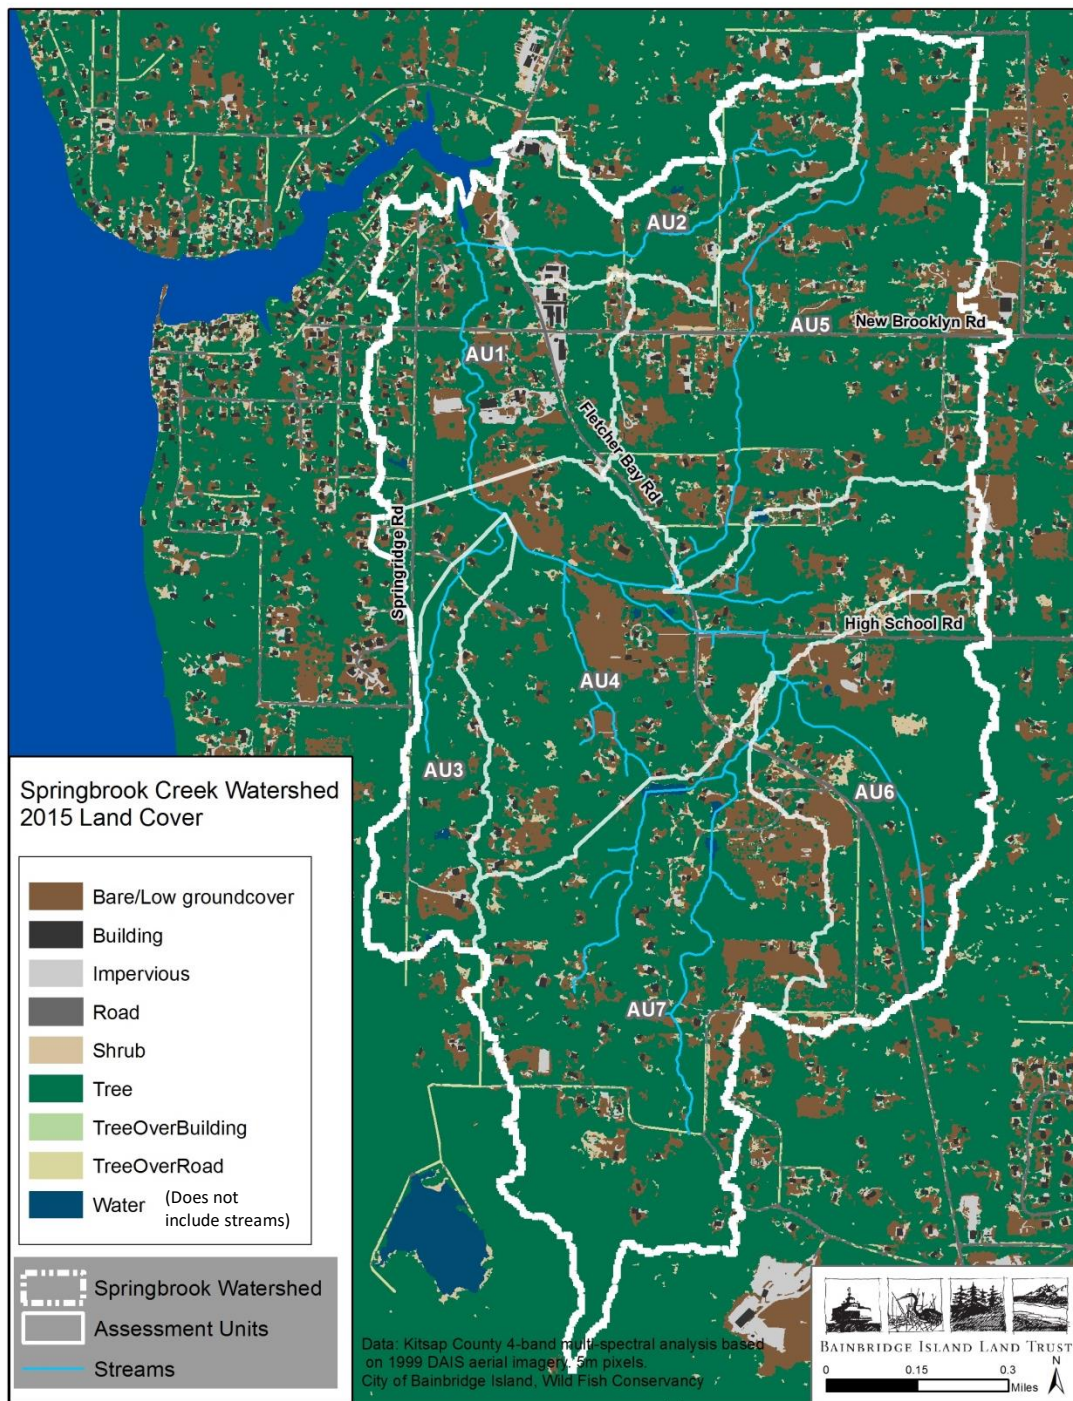 AU2
AU5
New Brooklyn Rd
AU1
Fletcher Bay Rd
Springridge Rd
High School Rd
AU4
AU3
AU6
AU7
Springbrook Creek Watershed
2015 Land Cover
Bare/Low groundcover
Building
Impervious
Road
Shrub
Tree
TreeOverBuilding
TreeOverRoad
Water (Does not
include streams)
Springbrook Watershed
Assessment Units
Streams
Data: Kitsap County 4-band multi-spectral analysis based
on 1999 DAIS aerial imagery. 5m pixels.
City of Bainbridge Island, Wild Fish Conservancy
BAINBRIDGE ISLAND LAND TRUST
0 0.15 0.3
Miles
N